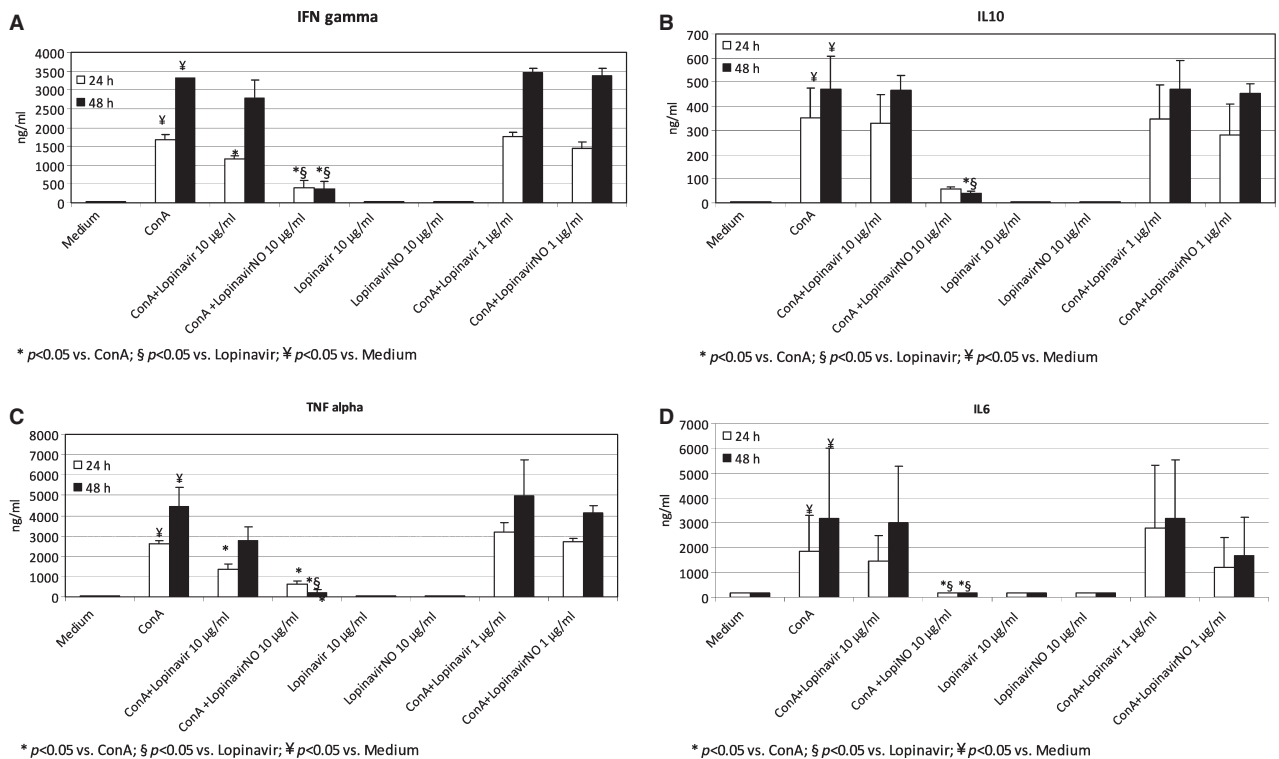 A
IFN gamma
4000
3500
3000
2500
2000
1500
1000
500
0
ng/ml
24 h
48 h
¥
¥
*
*§ *§
Medium
ConA
ConA+Lopinavir 10 µg/ml
ConA +LopinavirNO 10 µg/ml
Lopinavir 10 µg/ml
LopinavirNO 10 µg/ml
ConA+Lopinavir 1 µg/ml
ConA+LopinavirNO 1 µg/ml
* p<0.05 vs. ConA; § p<0.05 vs. Lopinavir; ¥ p<0.05 vs. Medium
B
IL10
700
600
500
400
300
200
100
0
ng/ml
24 h
48 h
¥
¥
*§
Medium
ConA
ConA+Lopinavir 10 µg/ml
ConA +LopinavirNO 10 µg/ml
Lopinavir 10 µg/ml
LopinavirNO 10 µg/ml
ConA+Lopinavir 1 µg/ml
ConA+LopinavirNO 1 µg/ml
* p<0.05 vs. ConA; § p<0.05 vs. Lopinavir; ¥ p<0.05 vs. Medium
C
TNF alpha
8000
7000
6000
5000
4000
3000
2000
1000
0
ng/ml
24 h
48 h
¥
¥
*
*
*§
*
Medium
ConA
ConA+Lopinavir 10 µg/ml
ConA +LopinavirNO 10 µg/ml
Lopinavir 10 µg/ml
LopinavirNO 10 µg/ml
ConA+Lopinavir 1 µg/ml
ConA+LopinavirNO 1 µg/ml
* p<0.05 vs. ConA; § p<0.05 vs. Lopinavir; ¥ p<0.05 vs. Medium
D
IL6
7000
6000
5000
4000
3000
2000
1000
0
ng/ml
24 h
48 h
¥
¥
*§ *§
Medium
ConA
ConA+Lopinavir 10 µg/ml
ConA +LopiNO 10 µg/ml
Lopinavir 10 µg/ml
LopinavirNO 10 µg/ml
ConA+Lopinavir 1 µg/ml
ConA+LopinavirNO 1 µg/ml
* p<0.05 vs. ConA; § p<0.05 vs. Lopinavir; ¥ p<0.05 vs. Medium